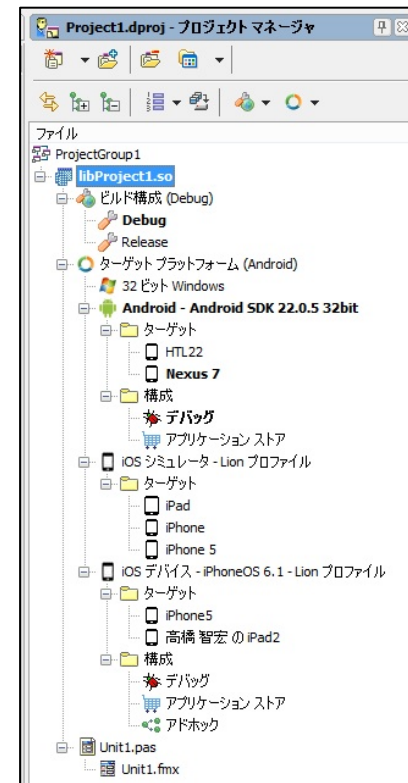 Project1.dproj - プロジェクト マネージャ
ファイル
ProjectGroup1
libProject1.so
ビルド構成 (Debug)
Debug
Release
ターゲット プラットフォーム (Android)
32 ビット Windows
Android - Android SDK 22.0.5 32bit
ターゲット
HTL22
Nexus 7
構成
デバッグ
アプリケーション ストア
iOS シミュレータ - Lion プロファイル
ターゲット
iPad
iPhone
iPhone 5
iOS デバイス - iPhoneOS 6.1 - Lion プロファイル
ターゲット
iPhone5
高橋 智宏 の iPad2
構成
デバッグ
アプリケーション ストア
アドホック
Unit1.pas
Unit1.fmx